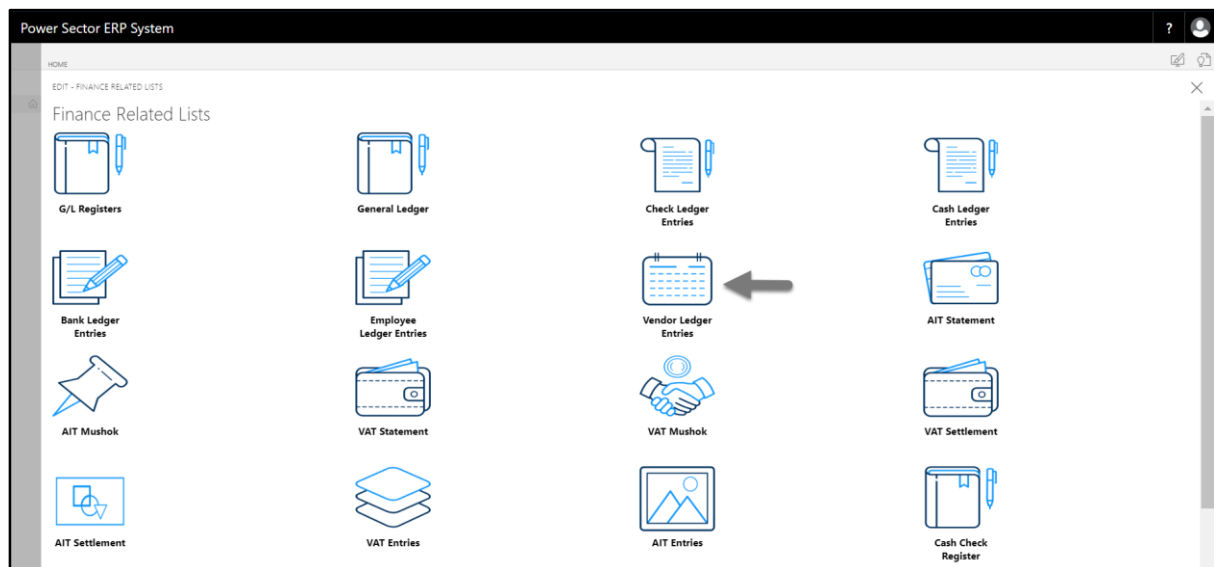 Power Sector ERP System
?
HOME
EDIT - FINANCE RELATED LISTS
Finance Related Lists
G/L Registers
General Ledger
Check Ledger
Entries
Cash Ledger
Entries
Bank Ledger
Entries
Employee
Ledger Entries
Vendor Ledger
Entries
AIT Statement
AIT Mushok
VAT Statement
VAT Mushok
VAT Settlement
AIT Settlement
VAT Entries
AIT Entries
Cash Check
Register